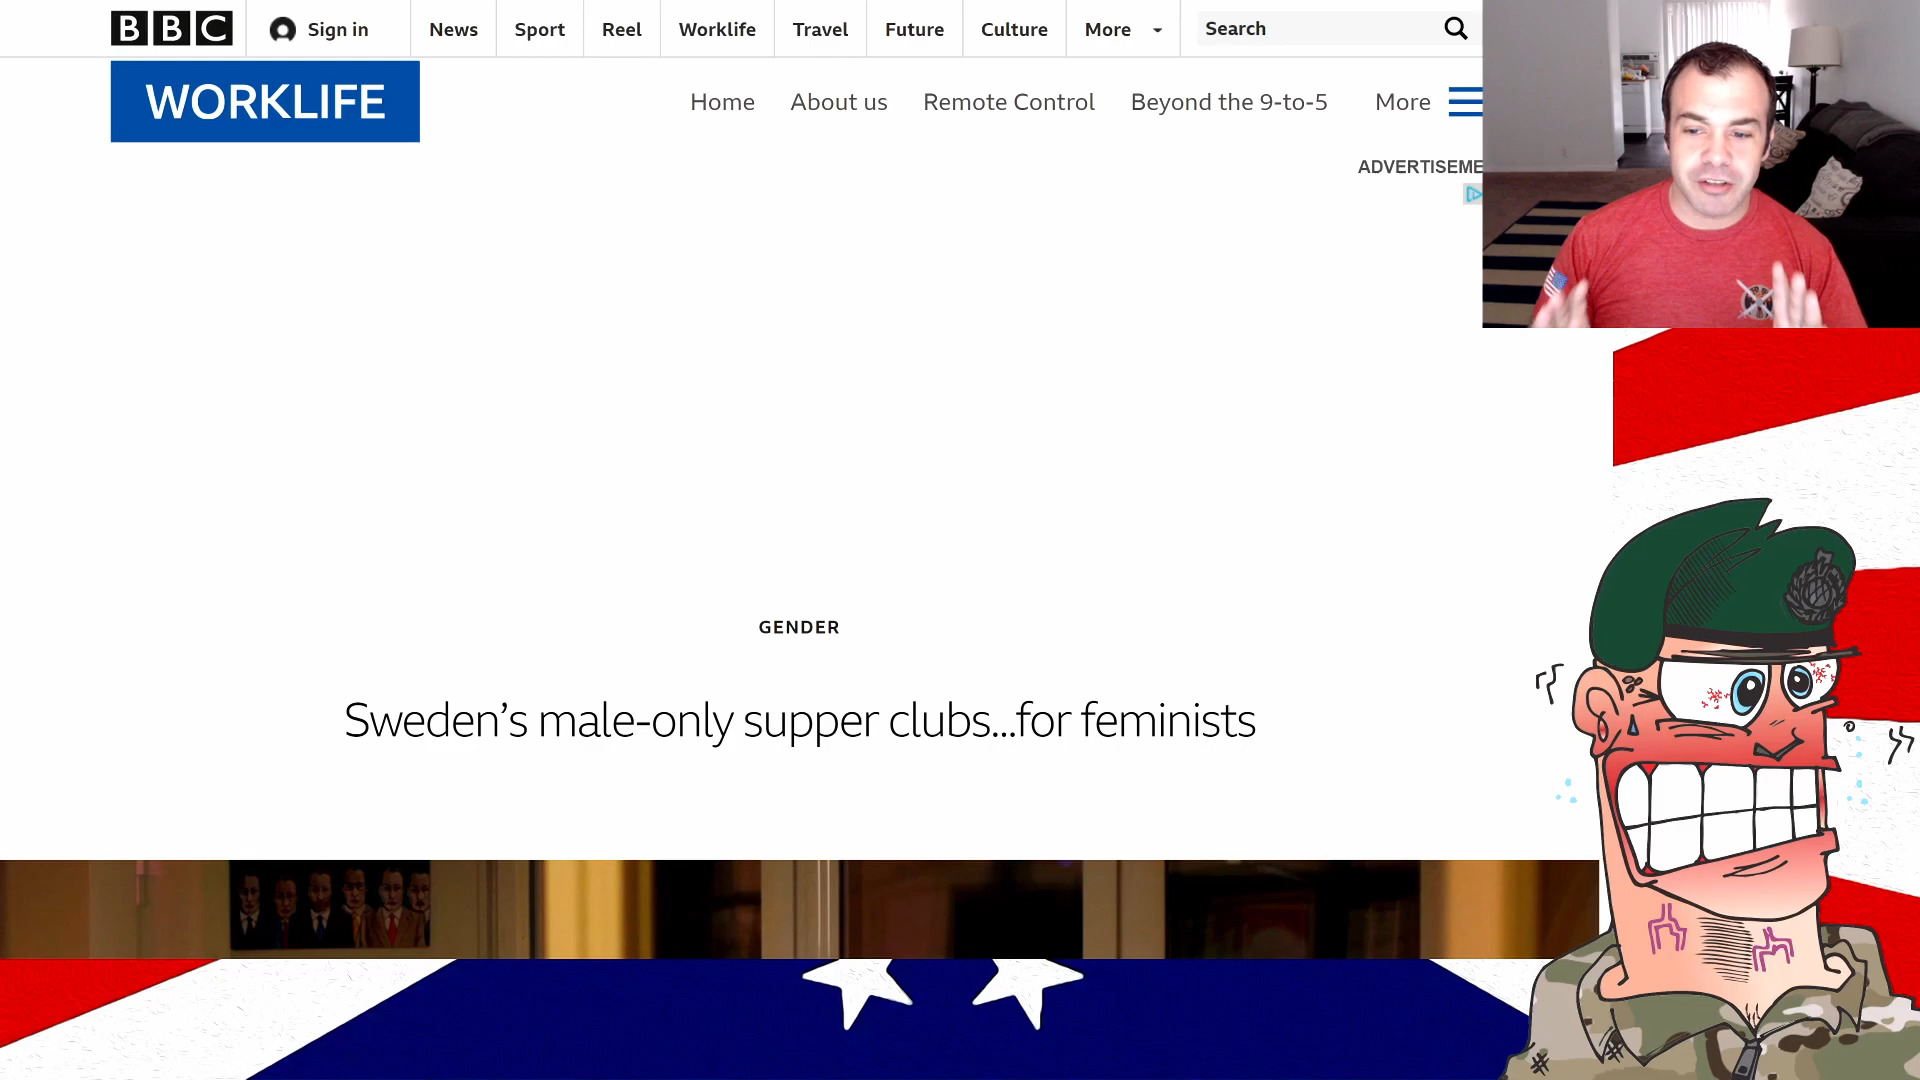 BBC Sign in News Sport Reel Worklife Travel Future Culture More Search
WORKLIFE Home About us Remote Control Beyond the 9-to-5 More
ADVERTISEME
GENDER
Sweden’s male-only supper clubs...for feminists